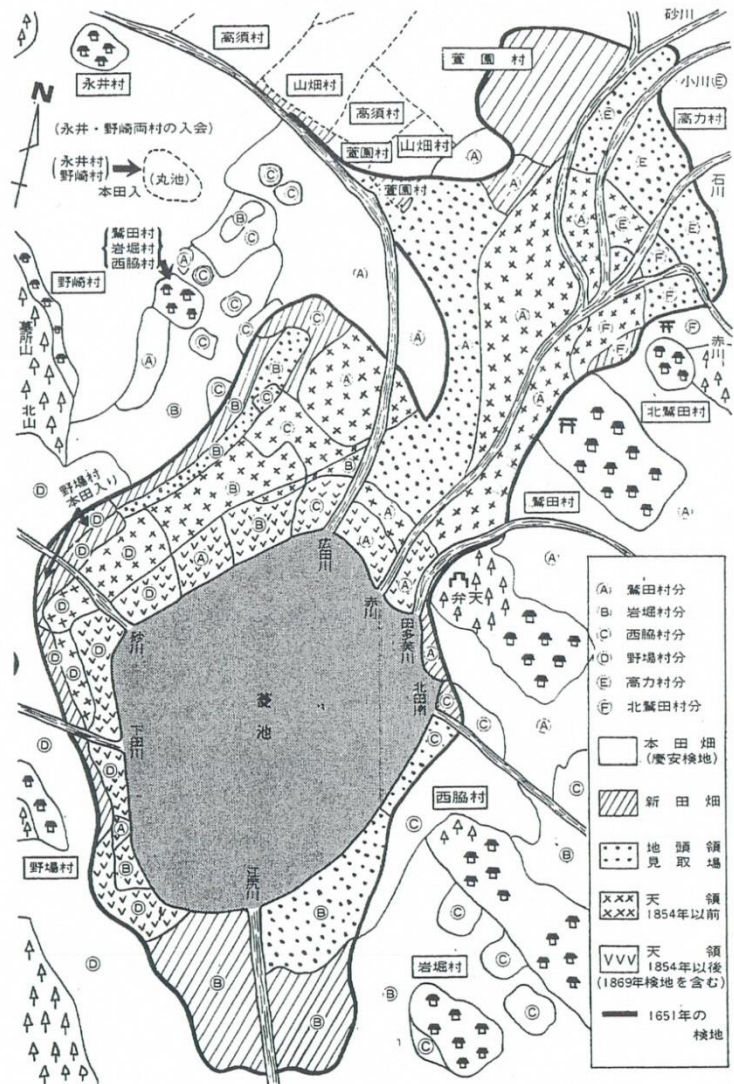 砂川
高須村
永井村
山畑村
萱園村
小川 Ⓔ
高力村
N
(永井・野崎両村の入会)
高須村
山畑村
萱園村
石川
永井村
野崎村
(丸池)
本田入
萱園村
鷲田村
岩堀村
西脇村
野崎村
墓所山
北山
赤川
北鷲田村
野場村
本田入り
鷲田村
弁天
広田川
赤川
田多美川
砂川
菱池
下田川
西脇村
野場村
岩堀村
Ⓐ 鷲田村分
Ⓑ 岩堀村分
Ⓒ 西脇村分
Ⓓ 野場村分
Ⓔ 高力村分
Ⓕ 北鷲田村分
本田畑
(慶安検地)
新田畑
地頭領
見取場
天領
1854年以前
天領
1854年以後
(1869年検地を含む)
1651年の
検地